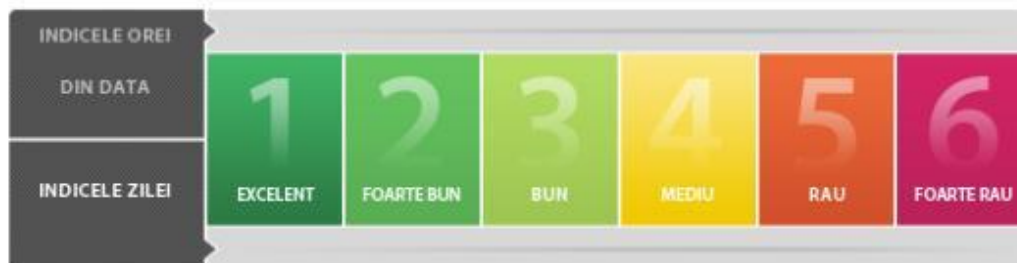 INDICELE OREI
DIN DATA
INDICELE ZILEI
1
EXCELENT
2
FOARTE BUN
3
BUN
4
MEDIU
5
RAU
6
FOARTE RAU